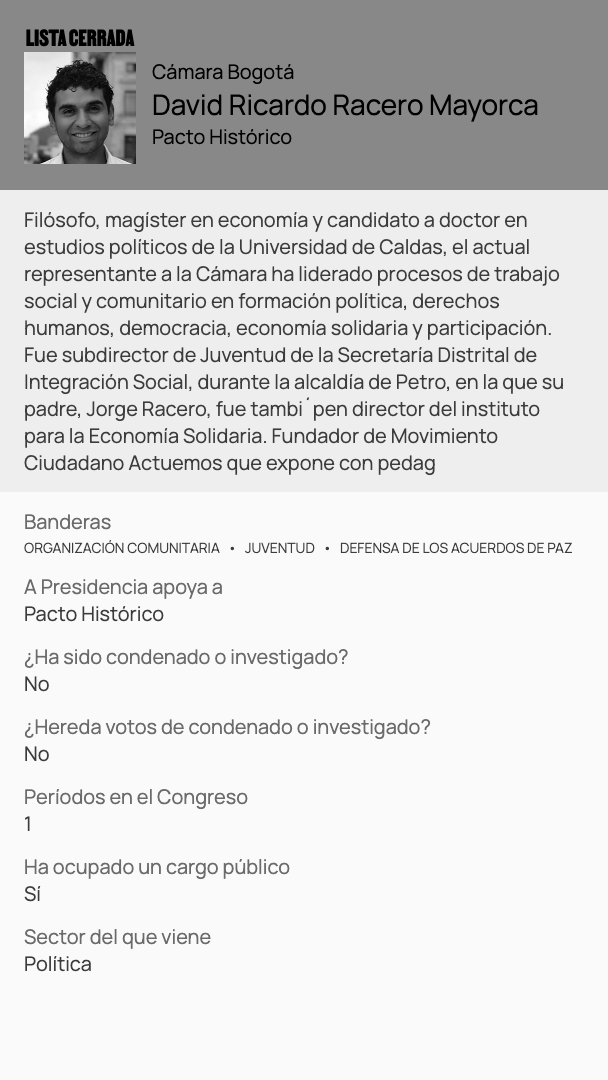 LISTA CERRADA
Cámara Bogotá
David Ricardo Racero Mayorca
Pacto Histórico
Filósofo, magíster en economía y candidato a doctor en
estudios políticos de la Universidad de Caldas, el actual
representante a la Cámara ha liderado procesos de trabajo
social y comunitario en formación política, derechos
humanos, democracia, economía solidaria y participación.
Fue subdirector de Juventud de la Secretaría Distrital de
Integración Social, durante la alcaldía de Petro, en la que su
padre, Jorge Racero, fue tambi´pen director del instituto
para la Economía Solidaria. Fundador de Movimiento
Ciudadano Actuemos que expone con pedag
Banderas
ORGANIZACIÓN COMUNITARIA • JUVENTUD • DEFENSA DE LOS ACUERDOS DE PAZ
A Presidencia apoya a
Pacto Histórico
¿Ha sido condenado o investigado?
No
¿Hereda votos de condenado o investigado?
No
Períodos en el Congreso
1
Ha ocupado un cargo público
Sí
Sector del que viene
Política